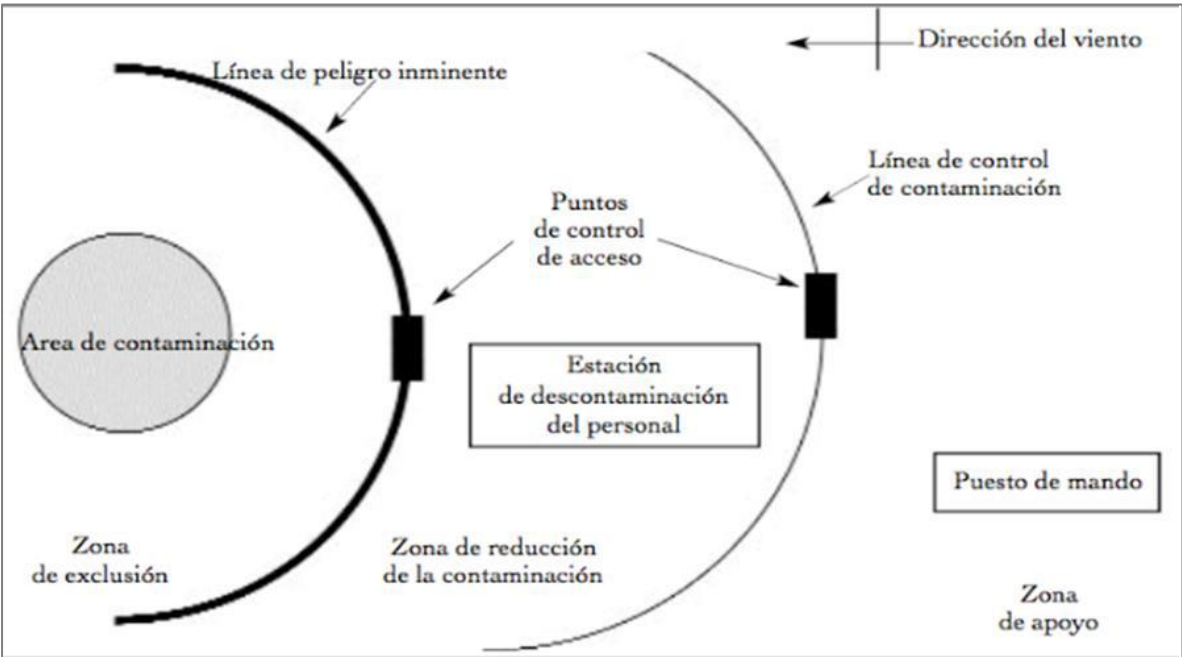 Dirección del viento
Línea de peligro inminente
Línea de control
de contaminación
Puntos
de control
de acceso
Area de contaminación
Estación
de descontaminación
del personal
Puesto de mando
Zona
de exclusión
Zona de reducción
de la contaminación
Zona
de apoyo